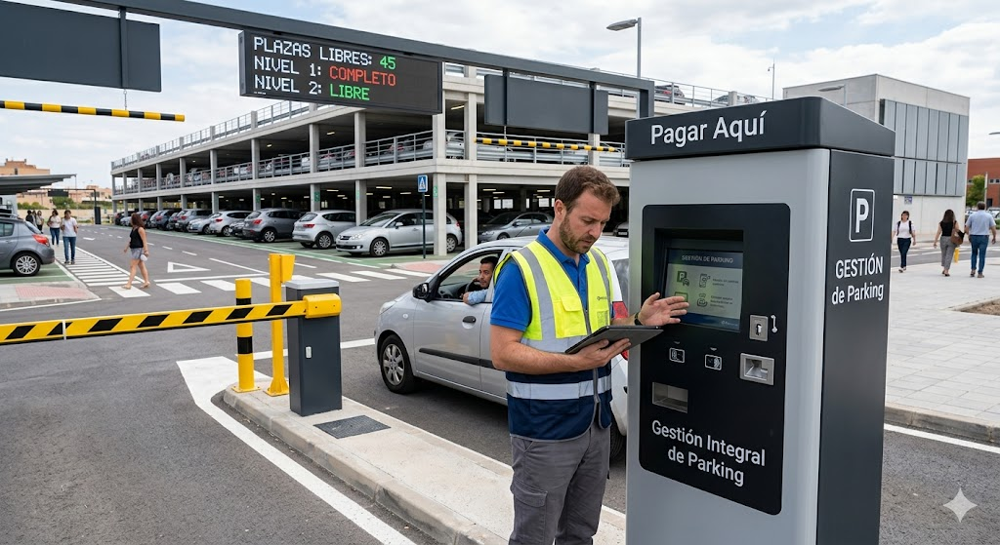 PLAZAS LIBRES: 45
NIVEL 1: COMPLETO
NIVEL 2: LIBRE
Pagar Aquí
GESTIÓN DE PARKING
P
GESTIÓN
de Parking
Gestión Integral
de Parking